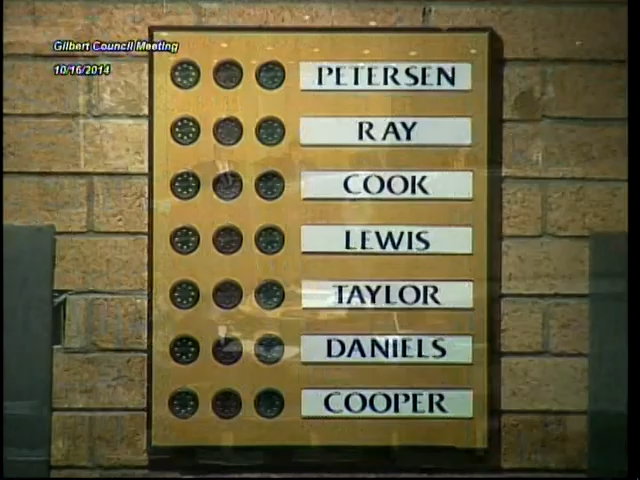 Gilbert Council Meeting
10/16/2014
PETERSEN
RAY
COOK
LEWIS
TAYLOR
DANIELS
COOPER